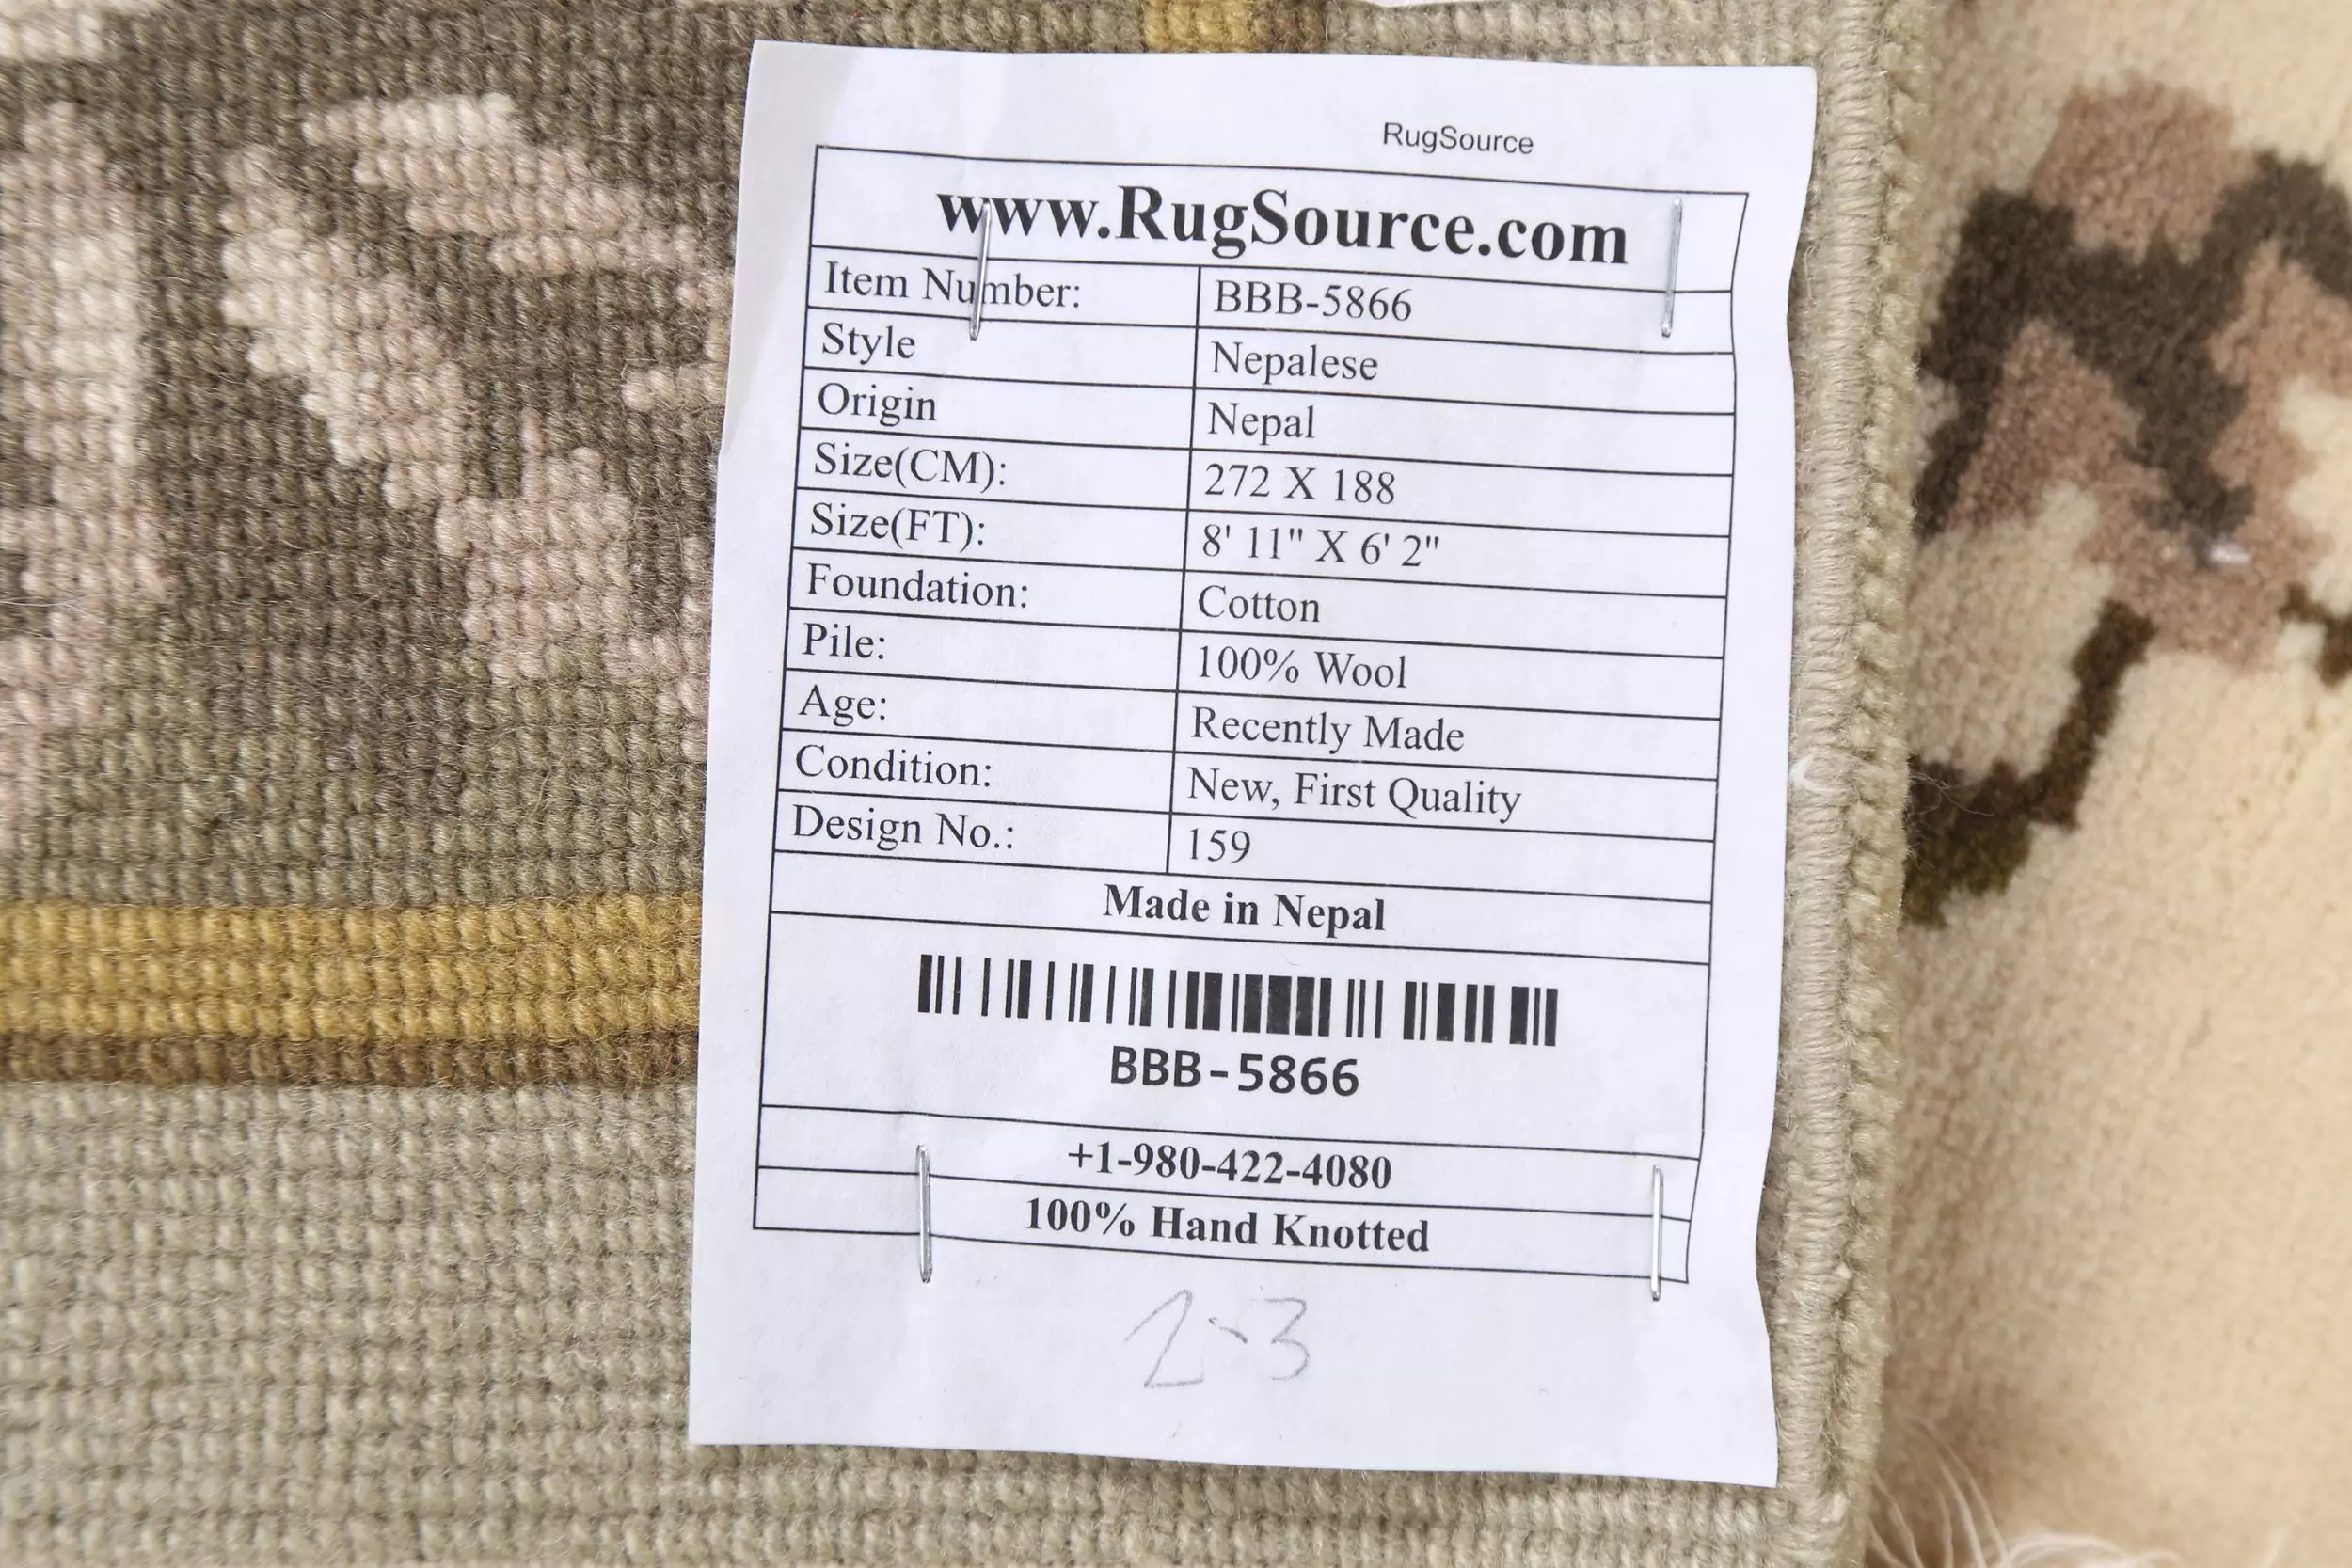 RugSource
www.RugSource.com
Item Number: BBB-5866
Style Nepalese
Origin Nepal
Size(CM): 272 X 188
Size(FT): 8' 11" X 6' 2"
Foundation: Cotton
Pile: 100% Wool
Age: Recently Made
Condition: New, First Quality
Design No.: 159
Made in Nepal
BBB-5866
+1-980-422-4080
100% Hand Knotted